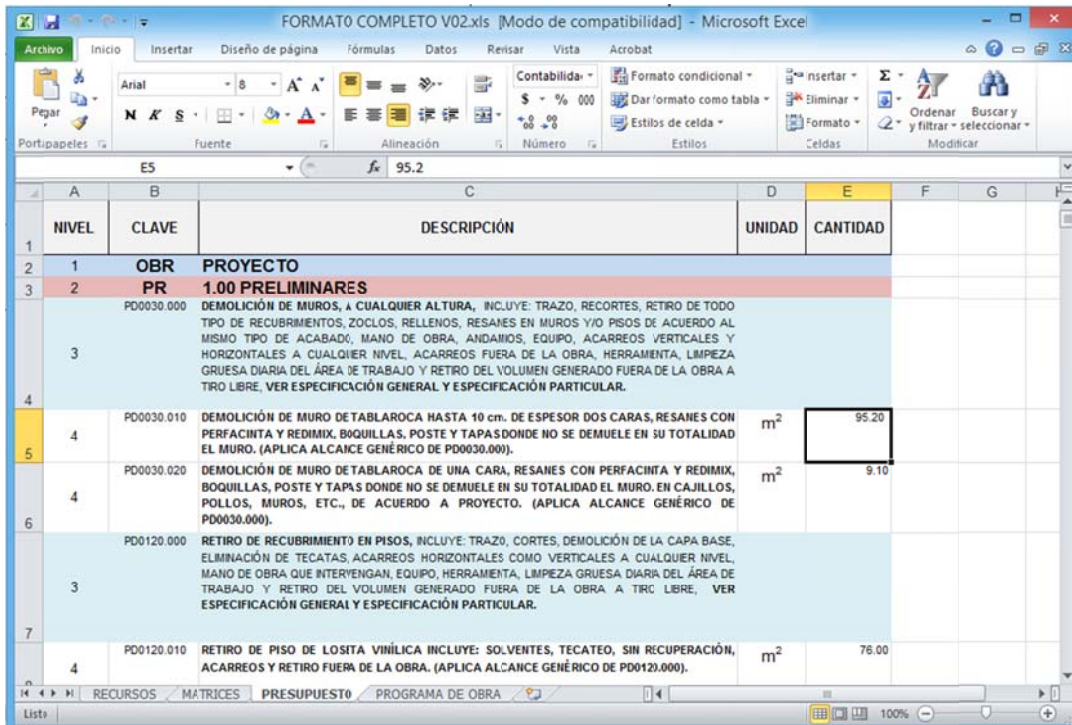 FORMATO COMPLETO V02.xls [Modo de compatibilidad] - Microsoft Excel
Archivo Inicio Insertar Diseño de página Fórmulas Datos Revisar Vista Acrobat
Pegar
Arial 8
N K S
Contabilida
$ % 000
Formato condicional
Dar formato como tabla
Estilos de celda
Insertar
Eliminar
Formato
Σ
Ordenar y filtrar
Buscar y seleccionar
Portapapeles Fuente Alineación Número Estilos Celdas Modificar
E5 fx 95.2
A B C D E F G H
1 NIVEL CLAVE DESCRIPCIÓN UNIDAD CANTIDAD
2 1 OBR PROYECTO
3 2 PR 1.00 PRELIMINARES
4 3 PD0030.000 DEMOLICIÓN DE MUROS, A CUALQUIER ALTURA, INCLUYE: TRAZO, RECORTES, RETIRO DE TODO
TIPO DE RECUBRIMIENTOS, ZOCLOS, RELLENOS, RESANES EN MUROS Y/O PISOS DE ACUERDO AL
MISMO TIPO DE ACABADO, MANO DE OBRA, ANDAMIOS, EQUIPO, ACARREOS VERTICALES Y
HORIZONTALES A CUALQUIER NIVEL, ACARREOS FUERA DE LA OBRA, HERRAMIENTA, LIMPIEZA
GRUESA DIARIA DEL ÁREA DE TRABAJO Y RETIRO DEL VOLUMEN GENERADO FUERA DE LA OBRA A
TIRO LIBRE, VER ESPECIFICACIÓN GENERAL Y ESPECIFICACIÓN PARTICULAR.
5 4 PD0030.010 DEMOLICIÓN DE MURO DE TABLAROCA HASTA 10 cm. DE ESPESOR DOS CARAS, RESANES CON m² 95.20
PERFACINTA Y REDIMIX, BOQUILLAS, POSTE Y TAPAS DONDE NO SE DEMUELE EN SU TOTALIDAD
EL MURO. (APLICA ALCANCE GENÉRICO DE PD0030.000).
6 4 PD0030.020 DEMOLICIÓN DE MURO DE TABLAROCA DE UNA CARA, RESANES CON PERFACINTA Y REDIMIX, m² 9.10
BOQUILLAS, POSTE Y TAPAS DONDE NO SE DEMUELE EN SU TOTALIDAD EL MURO. EN CAJILLOS,
POLLOS, MUROS, ETC., DE ACUERDO A PROYECTO. (APLICA ALCANCE GENÉRICO DE
PD0030.000).
7 3 PD0120.000 RETIRO DE RECUBRIMIENTO EN PISOS, INCLUYE: TRAZO, CORTES, DEMOLICIÓN DE LA CAPA BASE,
ELIMINACIÓN DE TECATAS, ACARREOS HORIZONTALES COMO VERTICALES A CUALQUIER NIVEL,
MANO DE OBRA QUE INTERVENGAN, EQUIPO, HERRAMIENTA, LIMPIEZA GRUESA DIARIA DEL ÁREA DE
TRABAJO Y RETIRO DEL VOLUMEN GENERADO FUERA DE LA OBRA A TIRO LIBRE, VER
ESPECIFICACIÓN GENERAL Y ESPECIFICACIÓN PARTICULAR.
4 PD0120.010 RETIRO DE PISO DE LOSITA VINÍLICA INCLUYE: SOLVENTES, TECATEO, SIN RECUPERACIÓN, m² 76.00
ACARREOS Y RETIRO FUERA DE LA OBRA. (APLICA ALCANCE GENÉRICO DE PD0120.000).
RECURSOS MATRICES PRESUPUESTO PROGRAMA DE OBRA
Listo 100%